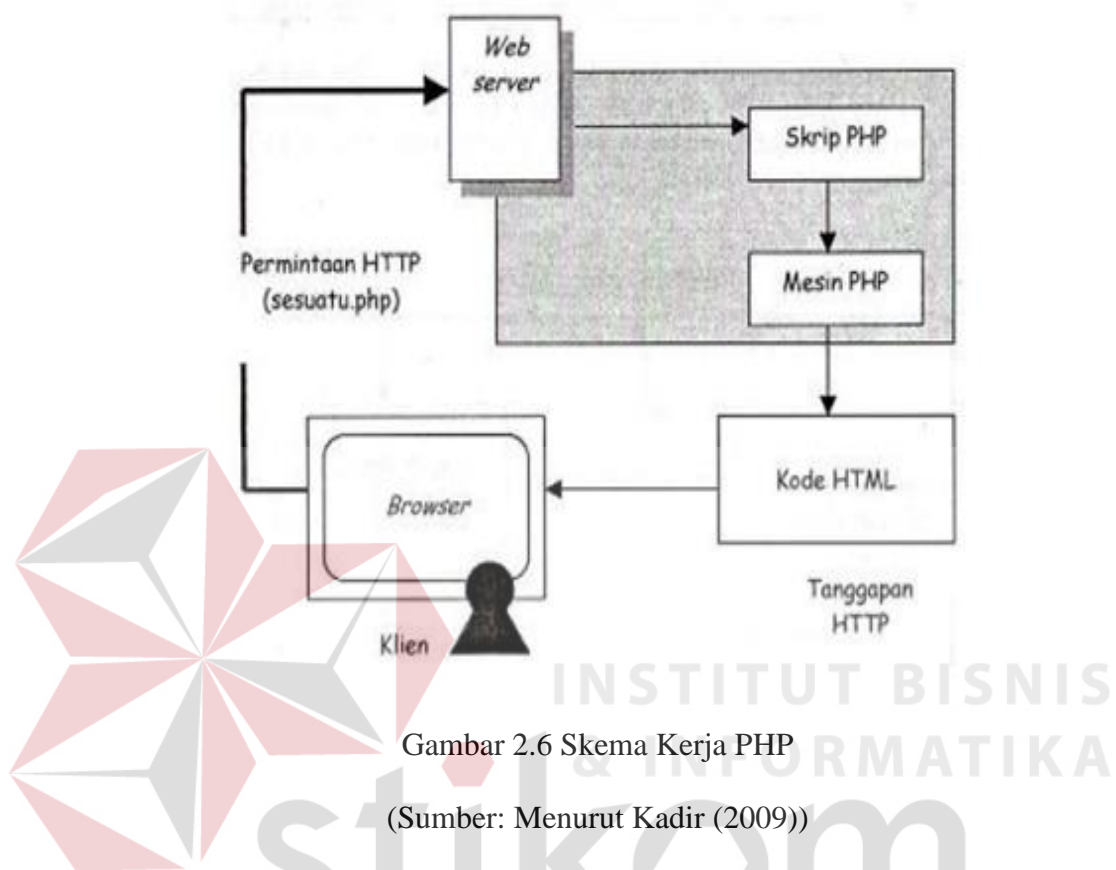 Web
server
Skrip PHP
Permintaan HTTP
(sesuatu.php)
Mesin PHP
Browser
Kode HTML
Klien
Tanggapan
HTTP
INSTITUT BISNIS
& INFORMATIKA
stikom
Gambar 2.6 Skema Kerja PHP
(Sumber: Menurut Kadir (2009))